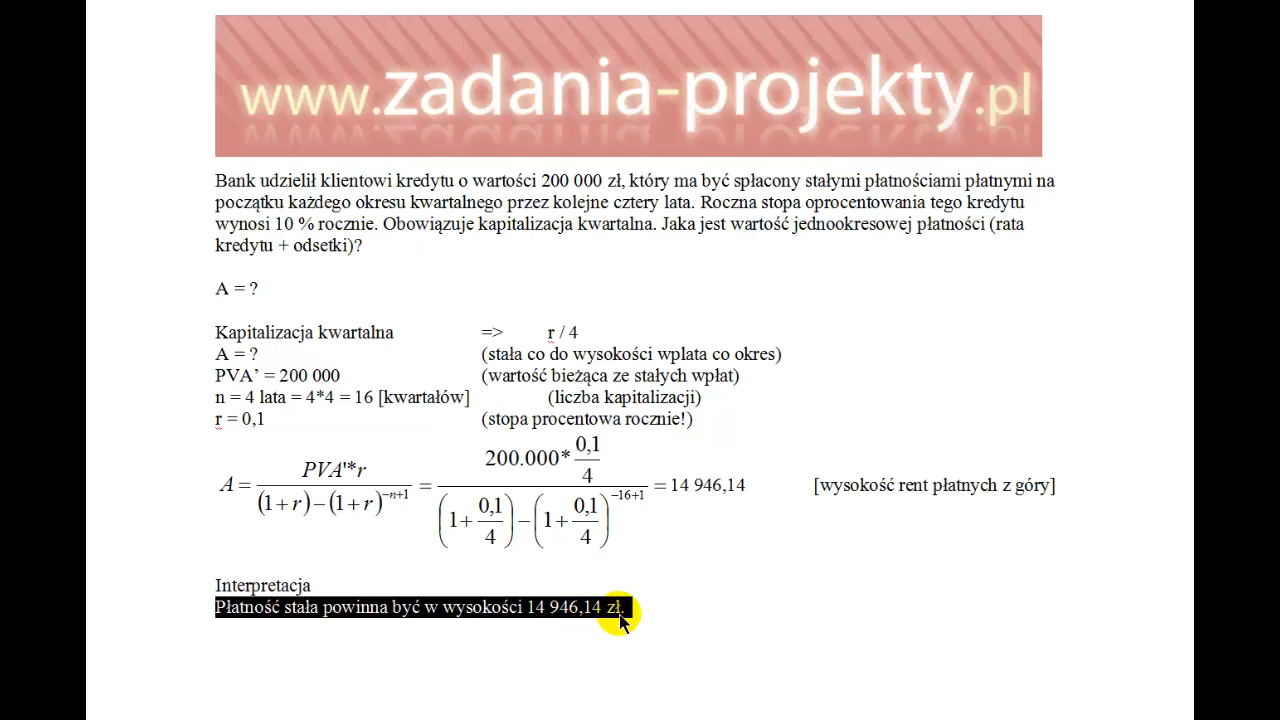 www.zadania-projekty.pl
Bank udzielił klientowi kredytu o wartości 200 000 zł, który ma być spłacony stałymi płatnościami płatnymi na
początku każdego okresu kwartalnego przez kolejne cztery lata. Roczna stopa oprocentowania tego kredytu
wynosi 10 % rocznie. Obowiązuje kapitalizacja kwartalna. Jaka jest wartość jednookresowej płatności (rata
kredytu + odsetki)?
A = ?
Kapitalizacja kwartalna => r / 4
A = ? (stała co do wysokości wplata co okres)
PVA’ = 200 000 (wartość bieżąca ze stałych wpłat)
n = 4 lata = 4*4 = 16 [kwartałów] (liczba kapitalizacji)
r = 0,1 (stopa procentowa rocznie!)
A = PVA'*r / ((1+r)−(1+r)^(−n+1)) = 200.000*0,1/4 / ((1+0,1/4)−(1+0,1/4)^(−16+1)) = 14 946,14 [wysokość rent płatnych z góry]
Interpretacja
Płatność stała powinna być w wysokości 14 946,14 zł.